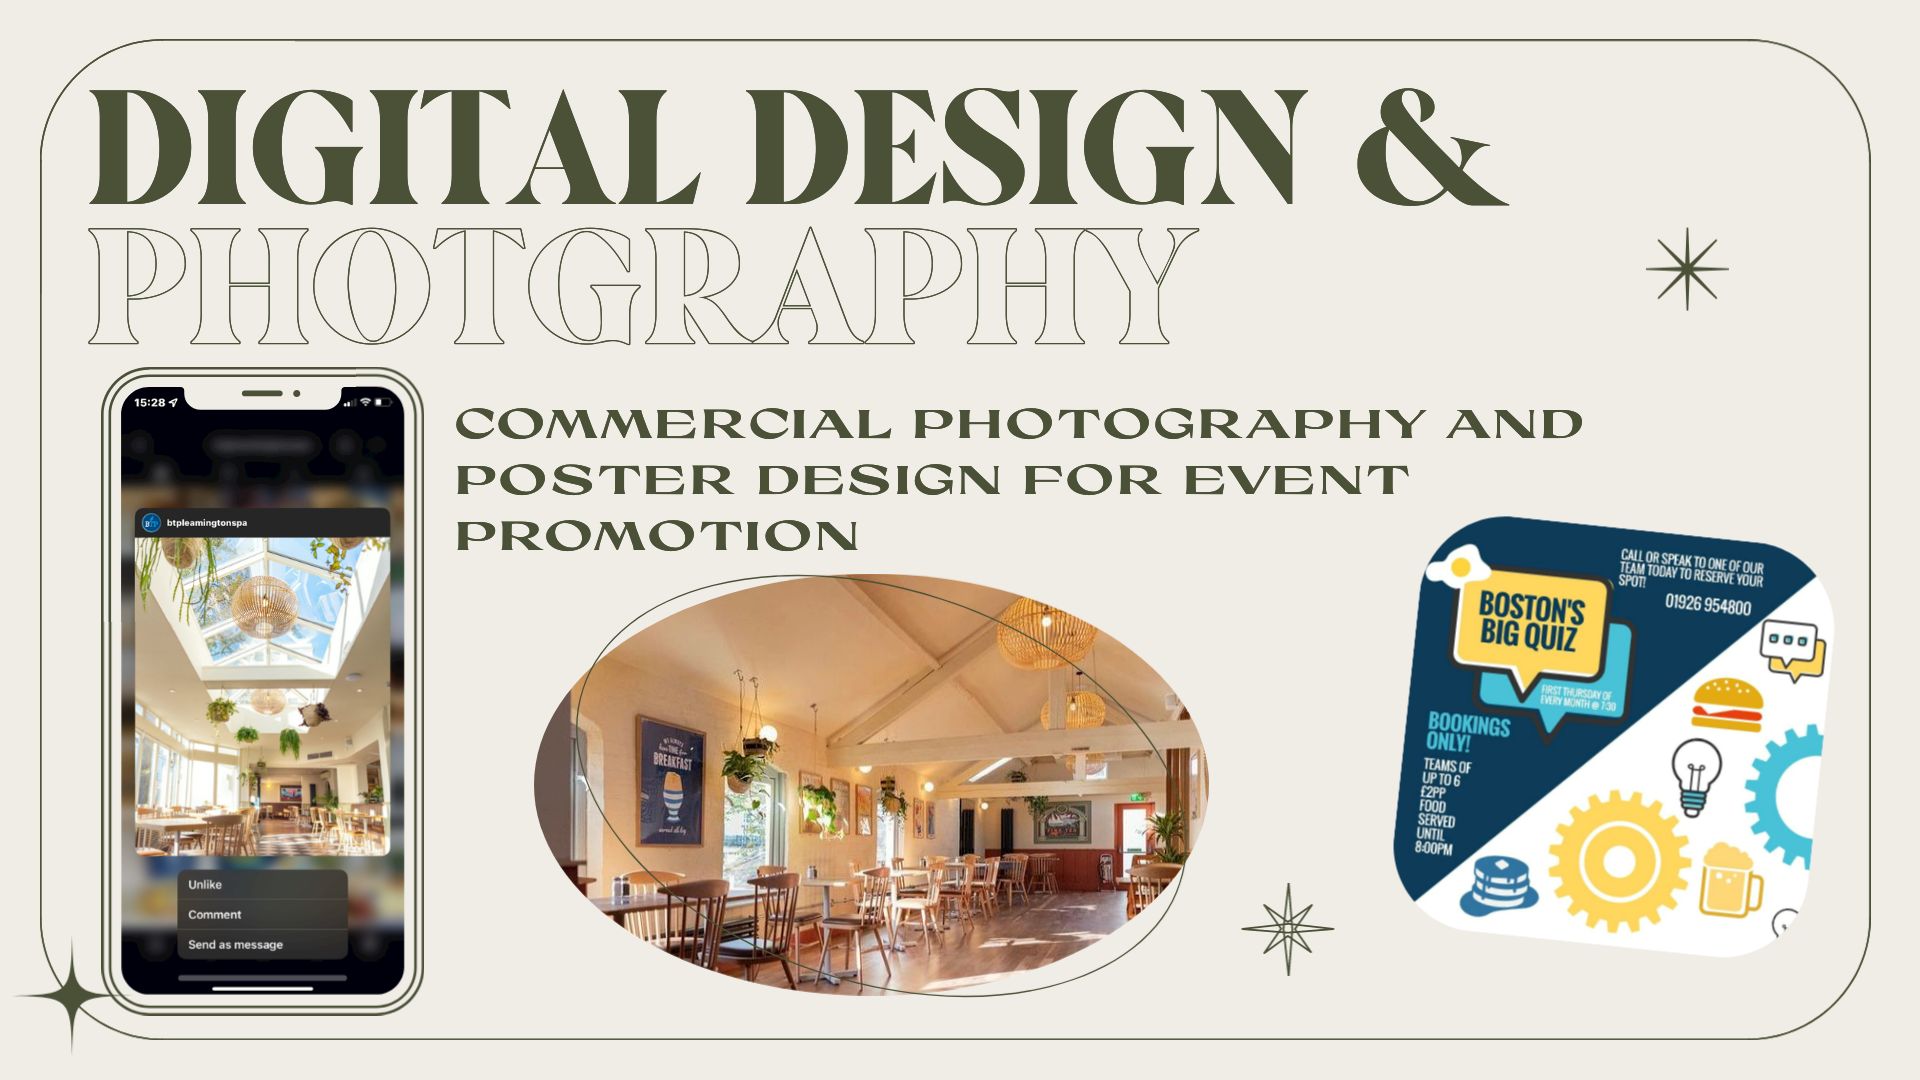 DIGITAL DESIGN &
PHOTGRAPHY
COMMERCIAL PHOTOGRAPHY AND
POSTER DESIGN FOR EVENT
PROMOTION
15:28
btpleamingtonspa
Unlike
Comment
Send as message
BREAKFAST
CALL OR SPEAK TO ONE OF OUR
TEAM TODAY TO RESERVE YOUR
SPOT!
01926 954800
BOSTON'S
BIG QUIZ
FIRST THURSDAY OF
EVERY MONTH @ 7:30
BOOKINGS
ONLY!
TEAMS OF
UP TO 6
£2PP
FOOD
SERVED
UNTIL
8:00PM